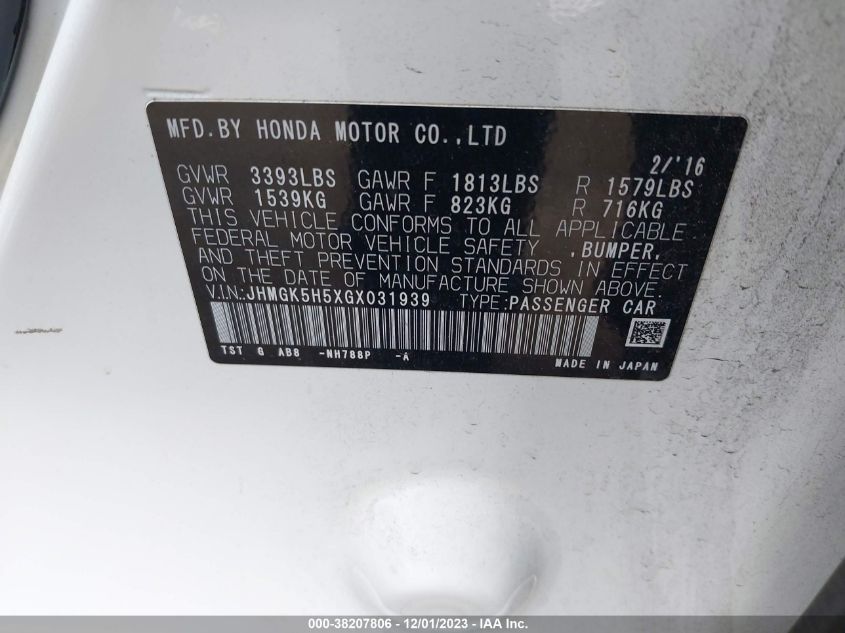 MFD.BY HONDA MOTOR CO.,LTD
2/'16
GVWR 3393LBS GAWR F 1813LBS R 1579LBS
GVWR 1539KG GAWR F 823KG R 716KG
THIS VEHICLE CONFORMS TO ALL APPLICABLE
FEDERAL MOTOR VEHICLE SAFETY ,BUMPER,
AND THEFT PREVENTION STANDARDS IN EFFECT
ON THE DATE OF MANUFACTURE SHOWN ABOVE.
V.IN:JHMGK5H5XGX031939 TYPE:PASSENGER CAR
TST G AB8 -NH788P -A
MADE IN JAPAN
000-38207806 - 12/01/2023 - IAA Inc.